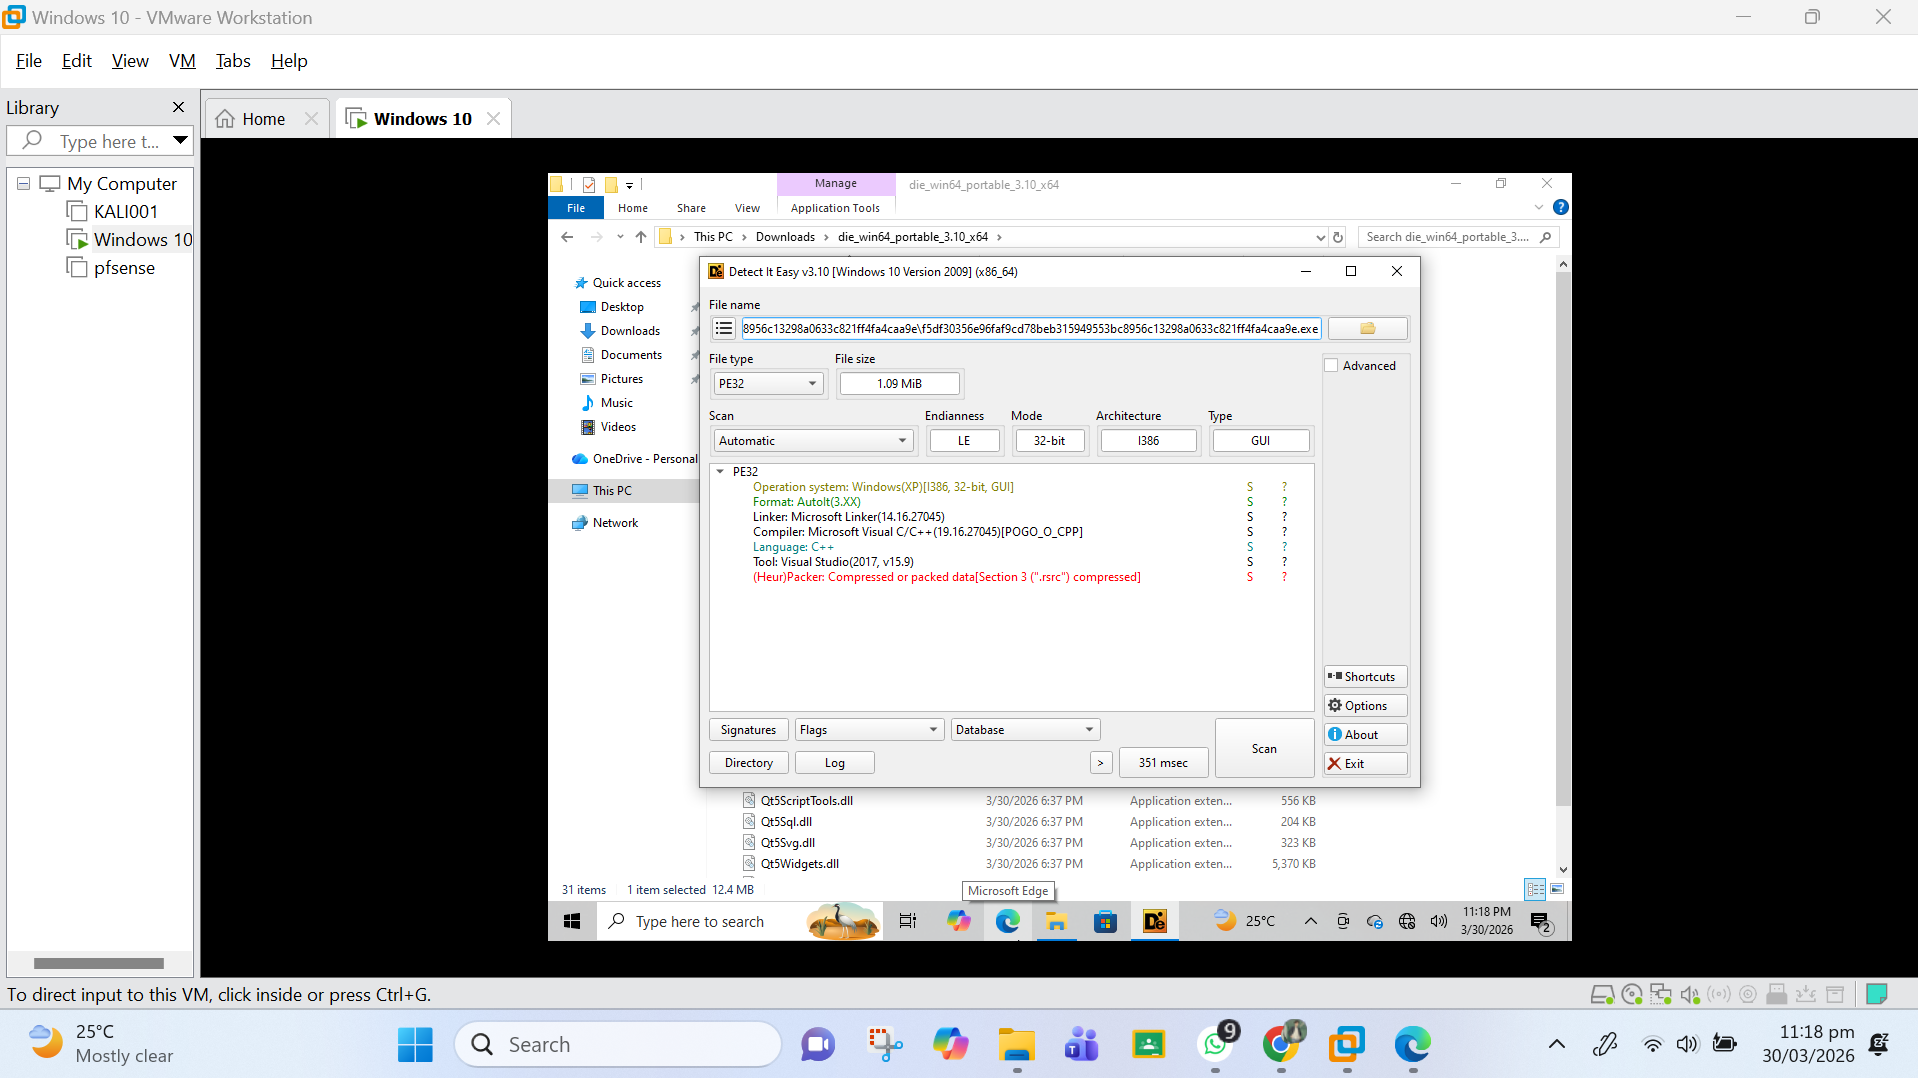 Windows 10 - VMware Workstation
File Edit View VM Tabs Help
Library
Type here t...
My Computer
KALI001
Windows 10
pfsense
Home
Windows 10
Manage
die_win64_portable_3.10_x64
File Home Share View Application Tools
This PC Downloads die_win64_portable_3.10_x64
Search die_win64_portable_3....
Quick access
Desktop
Downloads
Documents
Pictures
Music
Videos
OneDrive - Personal
This PC
Network
Detect It Easy v3.10 [Windows 10 Version 2009] (x86_64)
File name
8956c13298a0633c821ff4fa4caa9e\f5df30356e96faf9cd78beb315949553bc8956c13298a0633c821ff4fa4caa9e.exe
File type File size
PE32 1.09 MiB
Advanced
Scan Endianness Mode Architecture Type
Automatic LE 32-bit I386 GUI
PE32
Operation system: Windows(XP)[I386, 32-bit, GUI] S ?
Format: AutoIt(3.XX) S ?
Linker: Microsoft Linker(14.16.27045) S ?
Compiler: Microsoft Visual C/C++(19.16.27045)[POGO_O_CPP] S ?
Language: C++ S ?
Tool: Visual Studio(2017, v15.9) S ?
(Heur)Packer: Compressed or packed data[Section 3 (".rsrc") compressed] S ?
Shortcuts
Options
About
Exit
Signatures Flags Database
Scan
Directory Log > 351 msec
Qt5ScriptTools.dll 3/30/2026 6:37 PM Application exten... 556 KB
Qt5Sql.dll 3/30/2026 6:37 PM Application exten... 204 KB
Qt5Svg.dll 3/30/2026 6:37 PM Application exten... 323 KB
Qt5Widgets.dll 3/30/2026 6:37 PM Application exten... 5,370 KB
31 items 1 item selected 12.4 MB
Microsoft Edge
Type here to search
25°C
11:18 PM
3/30/2026
2
To direct input to this VM, click inside or press Ctrl+G.
25°C
Mostly clear
Search
9
11:18 pm
30/03/2026